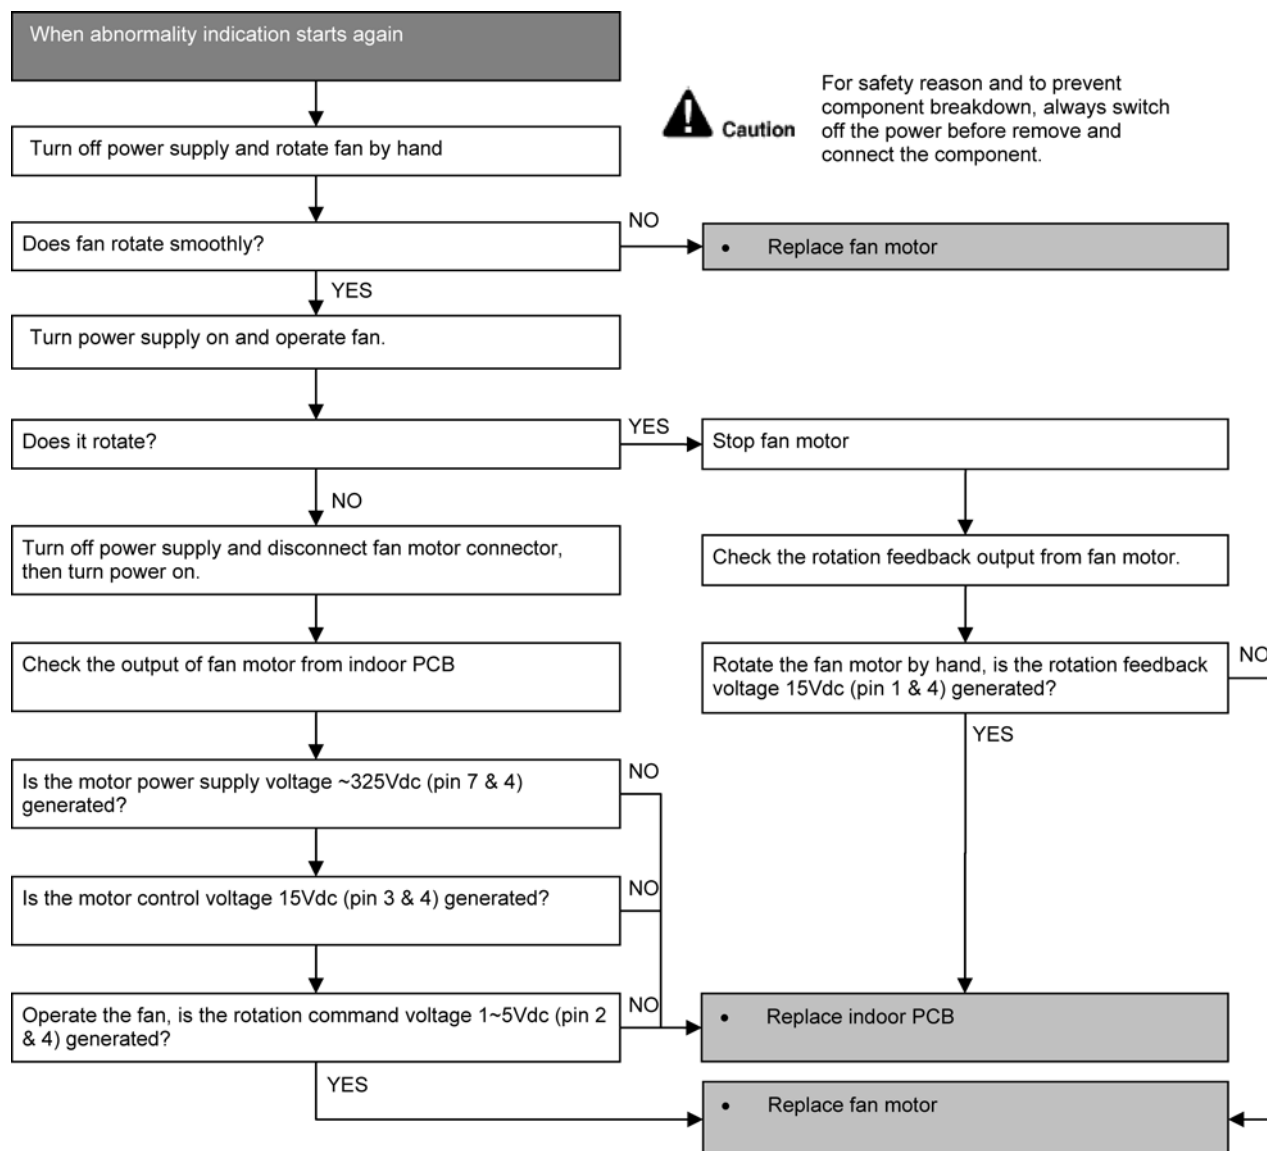 When abnormality indication starts again
Caution
For safety reason and to prevent
component breakdown, always switch
off the power before remove and
connect the component.
Turn off power supply and rotate fan by hand
Does fan rotate smoothly?
NO
• Replace fan motor
YES
Turn power supply on and operate fan.
Does it rotate?
YES
Stop fan motor
NO
Turn off power supply and disconnect fan motor connector,
then turn power on.
Check the rotation feedback output from fan motor.
Check the output of fan motor from indoor PCB
Rotate the fan motor by hand, is the rotation feedback
voltage 15Vdc (pin 1 & 4) generated?
NO
YES
Is the motor power supply voltage ~325Vdc (pin 7 & 4)
generated?
NO
Is the motor control voltage 15Vdc (pin 3 & 4) generated?
NO
Operate the fan, is the rotation command voltage 1~5Vdc (pin 2
& 4) generated?
NO
• Replace indoor PCB
YES
• Replace fan motor